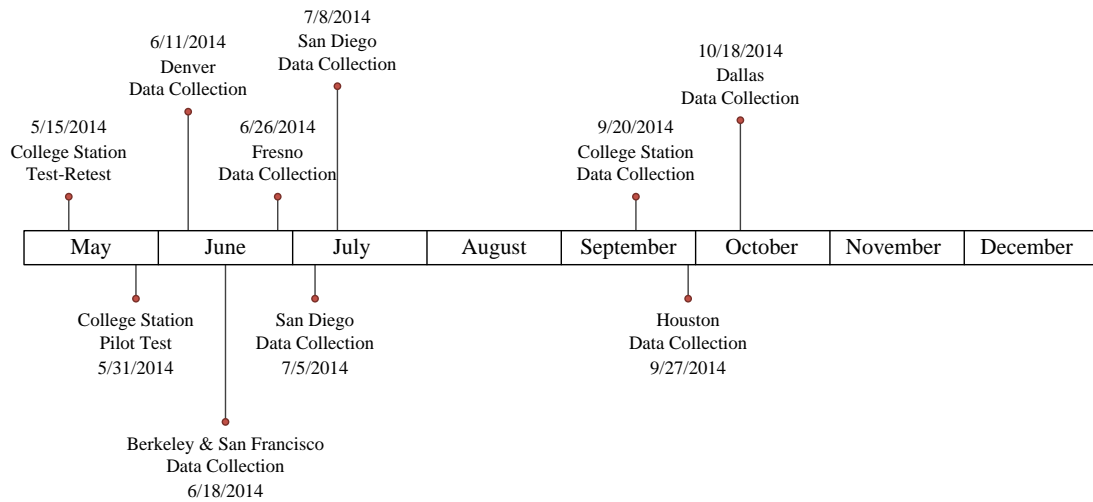 7/8/2014
San Diego
Data Collection
6/11/2014
Denver
Data Collection
10/18/2014
Dallas
Data Collection
5/15/2014
College Station
Test-Retest
6/26/2014
Fresno
Data Collection
9/20/2014
College Station
Data Collection
May
June
July
August
September
October
November
December
College Station
Pilot Test
5/31/2014
San Diego
Data Collection
7/5/2014
Houston
Data Collection
9/27/2014
Berkeley & San Francisco
Data Collection
6/18/2014